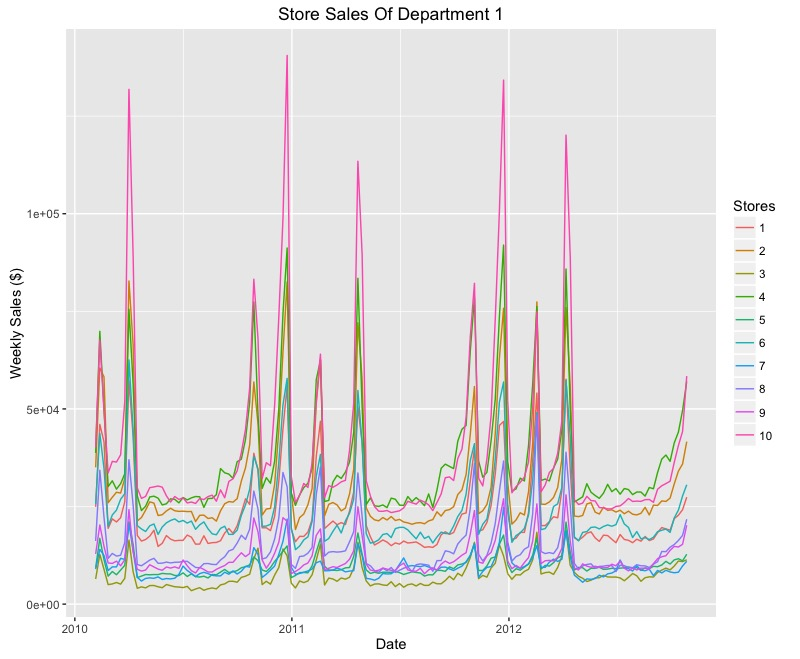 Store Sales Of Department 1
Weekly Sales ($)
1e+05
5e+04
0e+00
2010
2011
2012
Date
Stores
1
2
3
4
5
6
7
8
9
10